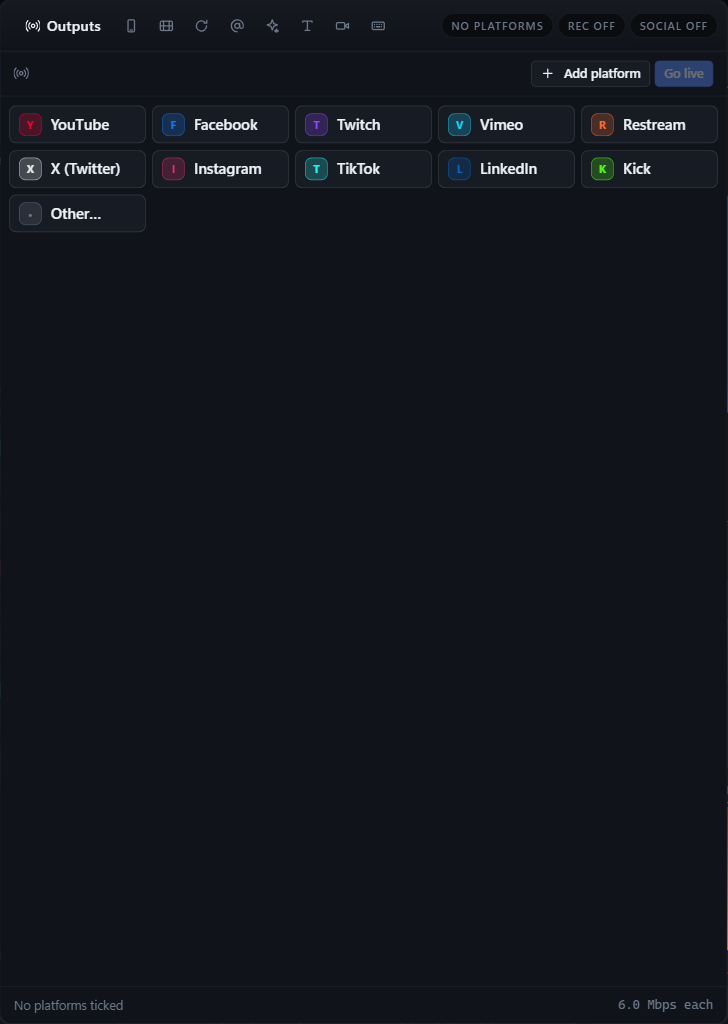 Outputs NO PLATFORMS REC OFF SOCIAL OFF
Add platform Go live
Y YouTube F Facebook T Twitch V Vimeo R Restream
X X (Twitter) I Instagram T TikTok L LinkedIn K Kick
Other...
No platforms ticked 6.0 Mbps each